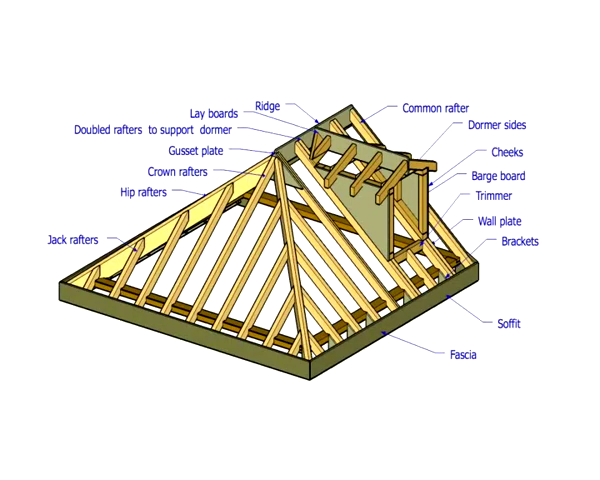 Ridge
Common rafter
Lay boards
Dormer sides
Doubled rafters to support dormer
Gusset plate
Cheeks
Crown rafters
Barge board
Hip rafters
Trimmer
Wall plate
Jack rafters
Brackets
Soffit
Fascia